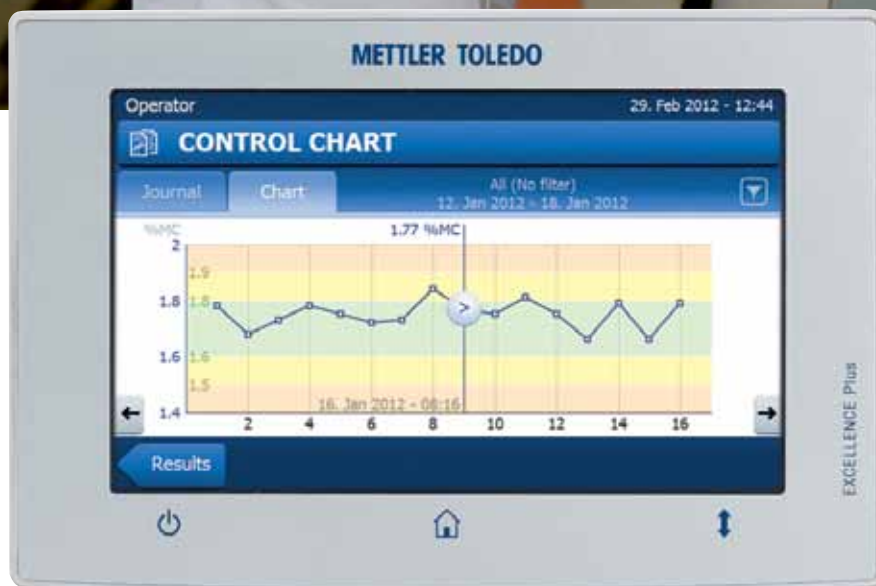 METTLER TOLEDO
Operator 29. Feb 2012 - 12:44
CONTROL CHART
Journal Chart All (No filter)
12. Jan 2012 - 18. Jan 2012
%MC 1.77 %MC
2
1.9
1.8 1.8
1.6 1.6
1.5
1.4
16. Jan 2012 - 08:16
2 4 6 8 10 12 14 16
Results
EXCELLENCE Plus